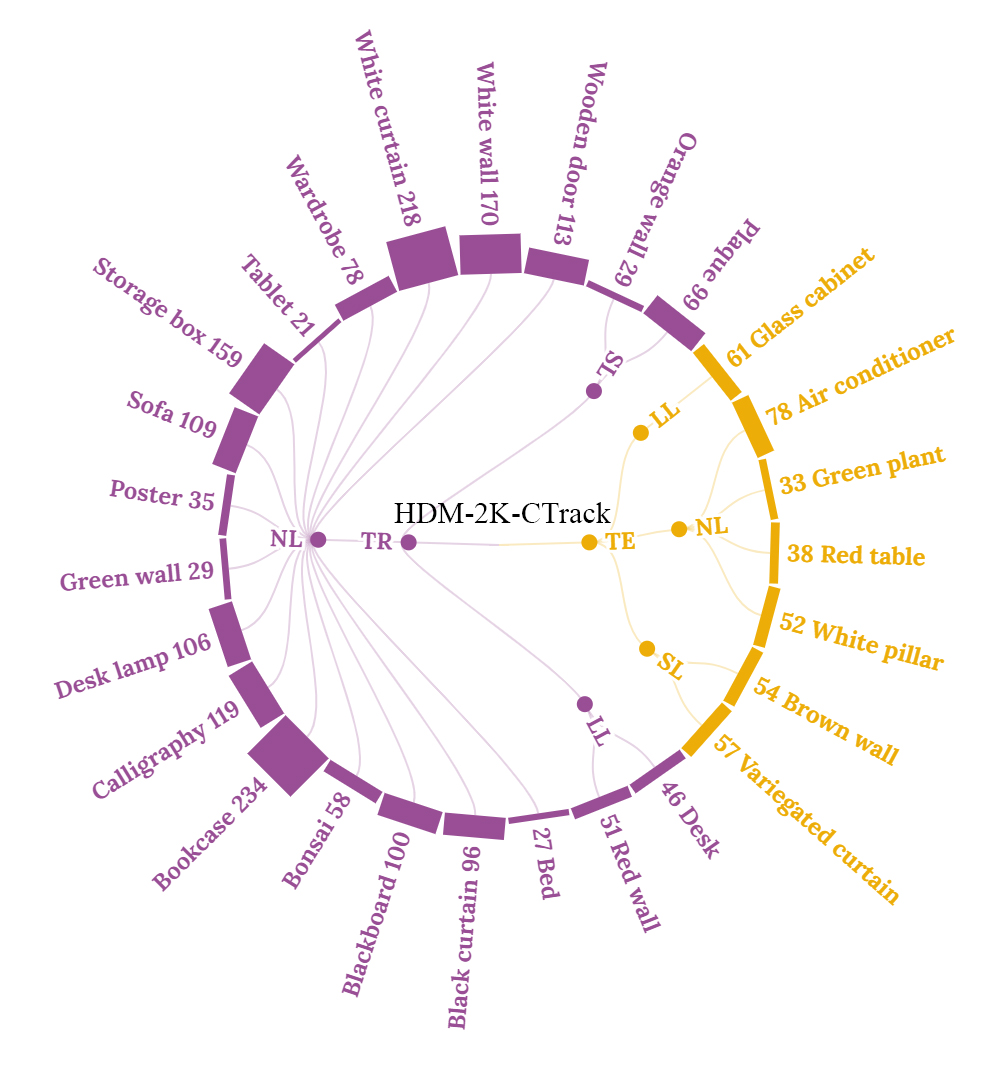 HDM-2K-CTrack
TR
NL
White curtain 218
White wall 170
Wooden door 113
Wardrobe 78
Tablet 21
Storage box 159
Sofa 109
Poster 35
Green wall 29
Desk lamp 106
Calligraphy 119
Bookcase 234
Bonsai 58
Blackboard 100
Black curtain 96
27 Bed
SL
Orange wall 29
Plaque 99
LL
51 Red wall
46 Desk
TE
LL
61 Glass cabinet
NL
78 Air conditioner
33 Green plant
38 Red table
52 White pillar
SL
54 Brown wall
57 Variegated curtain